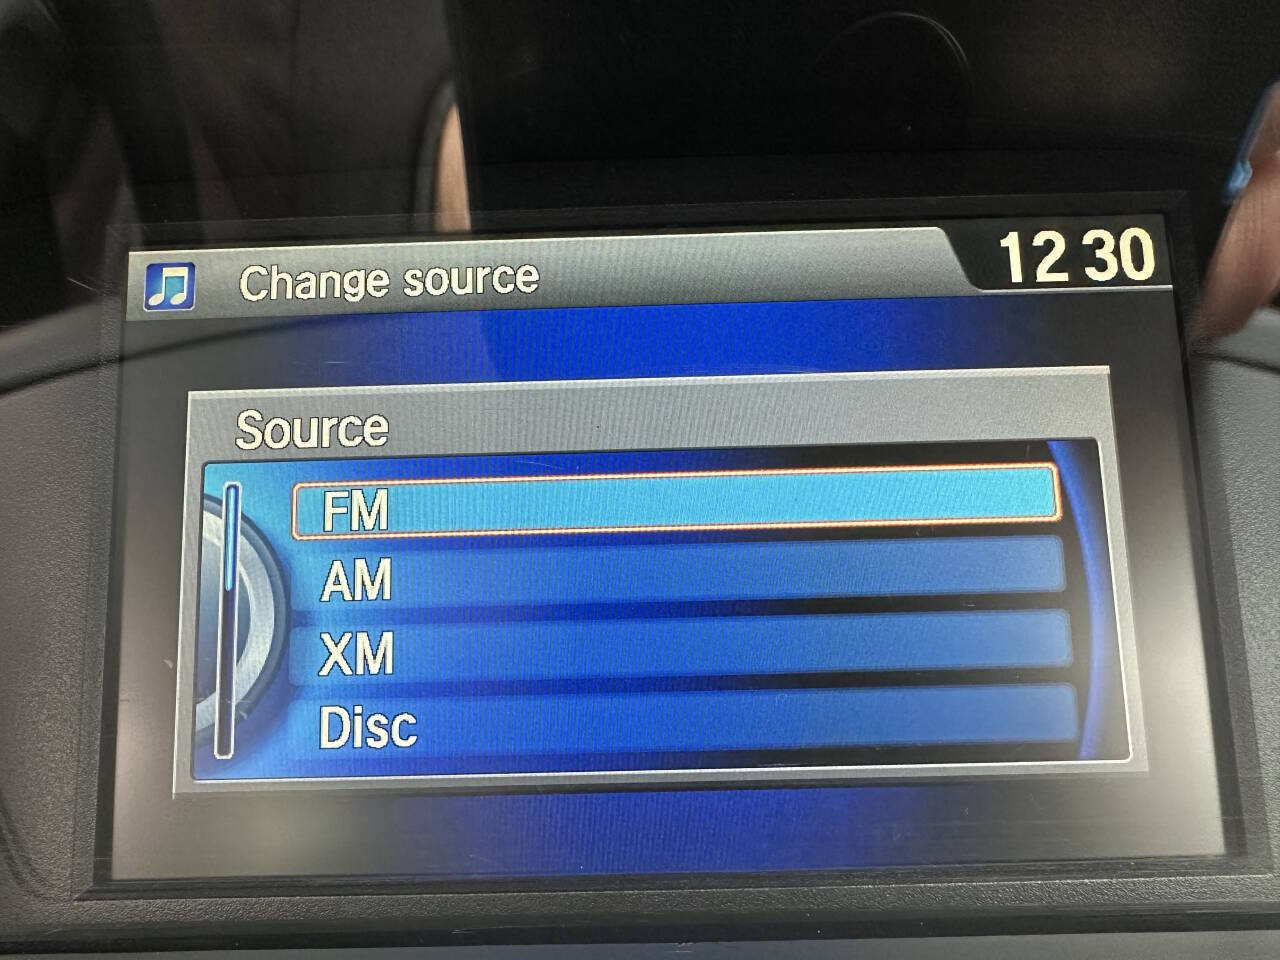 Change source
12 30
Source
FM
AM
XM
Disc